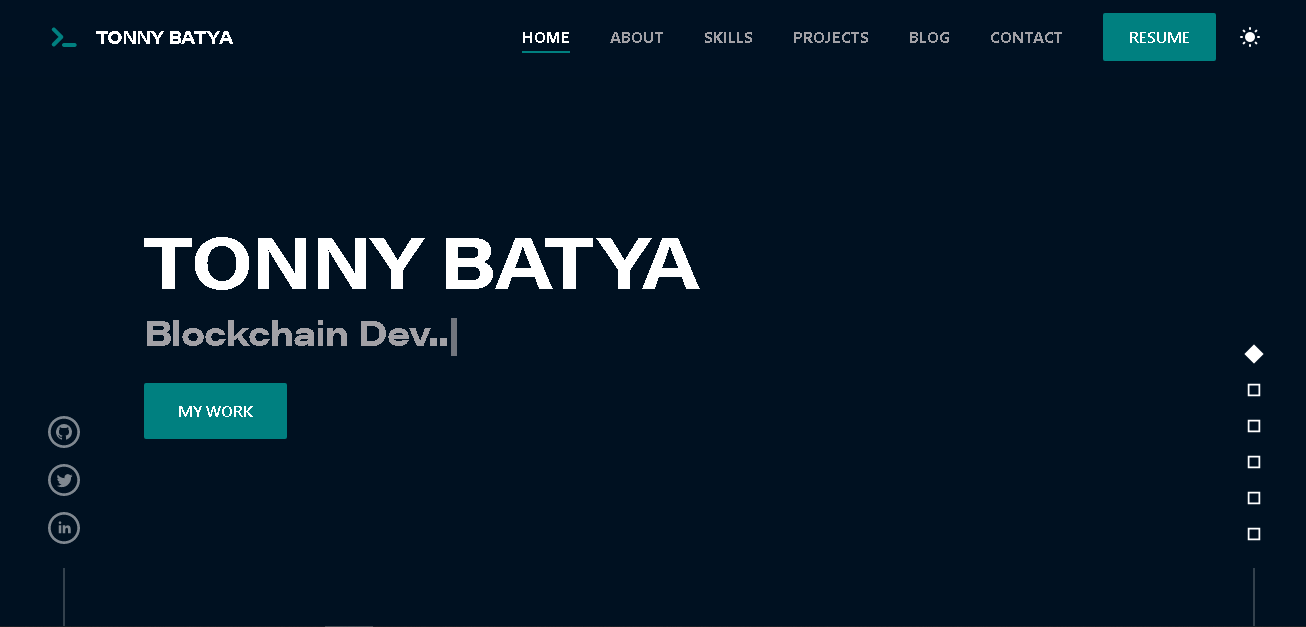 TONNY BATYA
HOME ABOUT SKILLS PROJECTS BLOG CONTACT RESUME
TONNY BATYA
Blockchain Dev..|
MY WORK
in